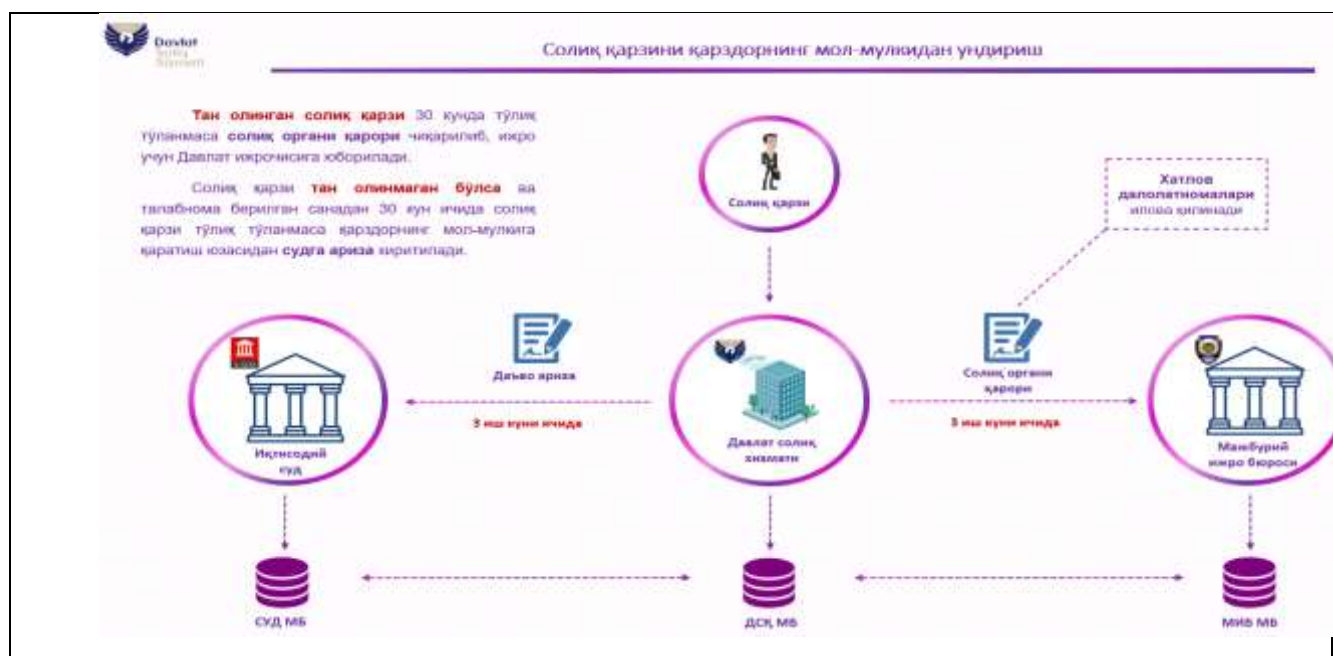 Davlat
Солиқ қарзини қарздорнинг мол-мулкидан ундириш
Тан олинган солиқ қарзи 30 кунда тўлиқ
тўланмаса солиқ органи қарори чиқарилиб, ижро
учун Давлат ижрочисига юборилади.
Солиқ қарзи тан олинмаган бўлса ва
талабнома берилган санадан 30 кун ичида солиқ
қарзи тўлиқ тўланмаса қарздорнинг мол-мулкига
қаратиш юзасидан судга ариза киритилади.
Солиқ қарзи
Хатлов
далолатномалари
илова қилинади
Даъво ариза
3 иш куни ичида
Солиқ органи
қарори
3 иш куни ичида
Иқтисодий
суд
Давлат солиқ
хизмати
Мажбурий
ижро бюроси
СУД МБ
ДСҚ МБ
МИБ МБ